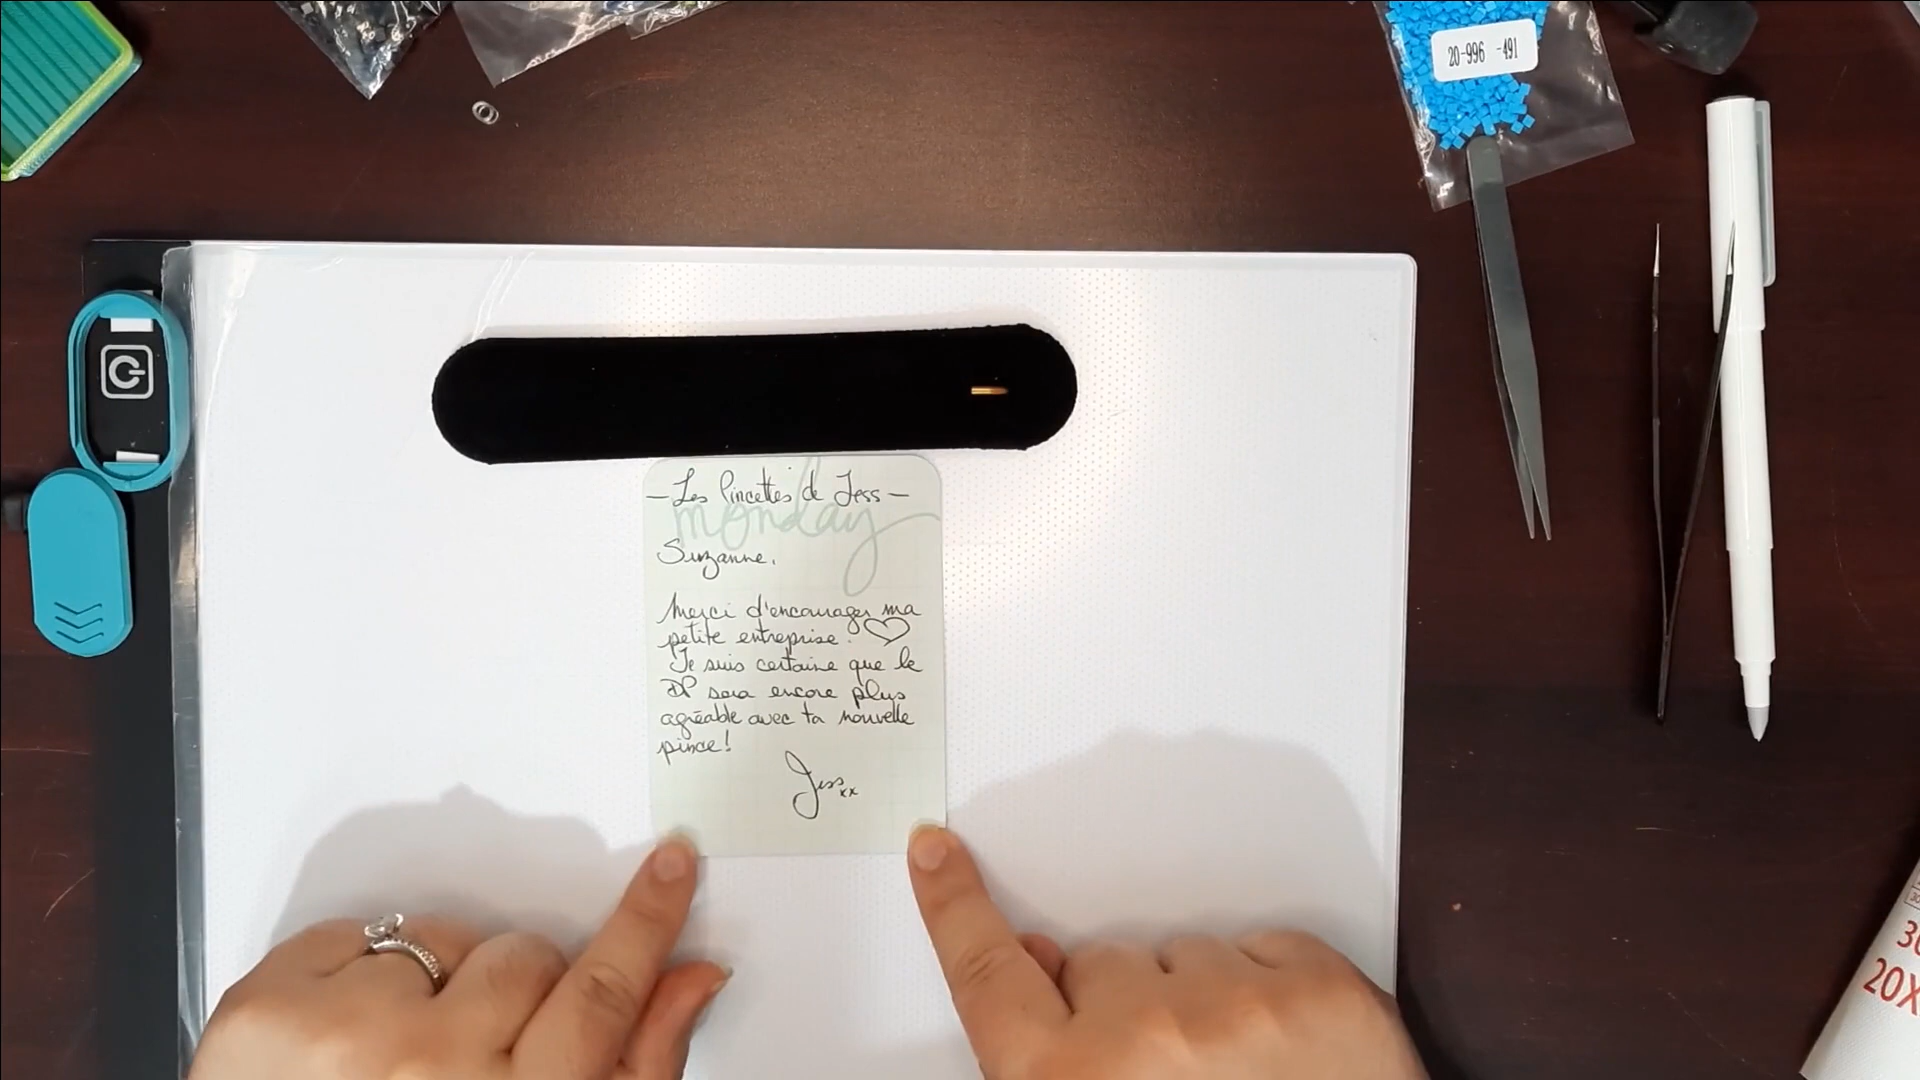 20-996 -491
- Les Pincettes de Jess -
monday
Suzanne,
Merci d'encourager ma
petite entreprise. ♡
Je suis certaine que le
DP sera encore plus
agréable avec ta nouvelle
pince!
Jess xx
20X